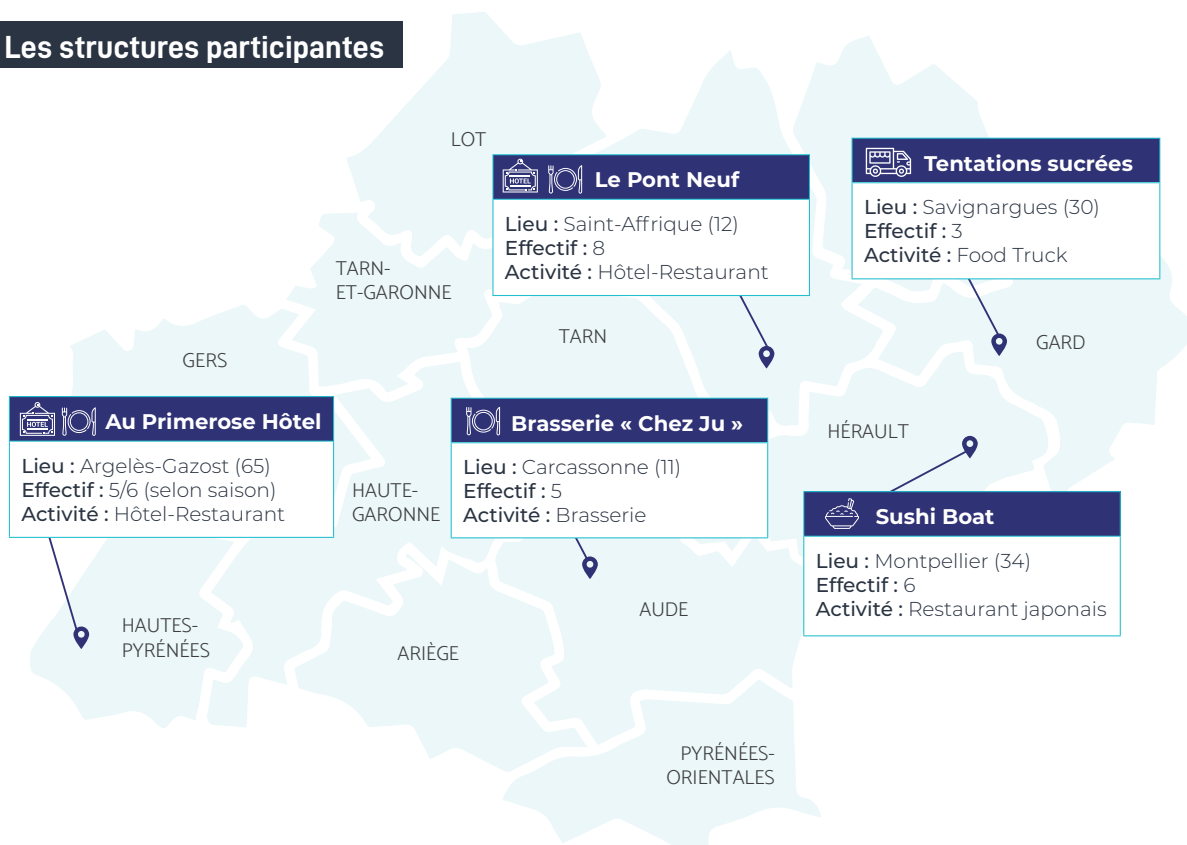 Les structures participantes
LOT
HOTEL
Le Pont Neuf
Lieu : Saint-Affrique (12)
Effectif : 8
Activité : Hôtel-Restaurant
Tentations sucrées
Lieu : Savignargues (30)
Effectif : 3
Activité : Food Truck
TARN-
ET-GARONNE
TARN
GARD
GERS
HOTEL
Au Primerose Hôtel
Lieu : Argelès-Gazost (65)
Effectif : 5/6 (selon saison)
Activité : Hôtel-Restaurant
HAUTE-
GARONNE
Brasserie « Chez Ju »
Lieu : Carcassonne (11)
Effectif : 5
Activité : Brasserie
HÉRAULT
Sushi Boat
Lieu : Montpellier (34)
Effectif : 6
Activité : Restaurant japonais
HAUTES-
PYRÉNÉES
ARIÈGE
AUDE
PYRÉNÉES-
ORIENTALES